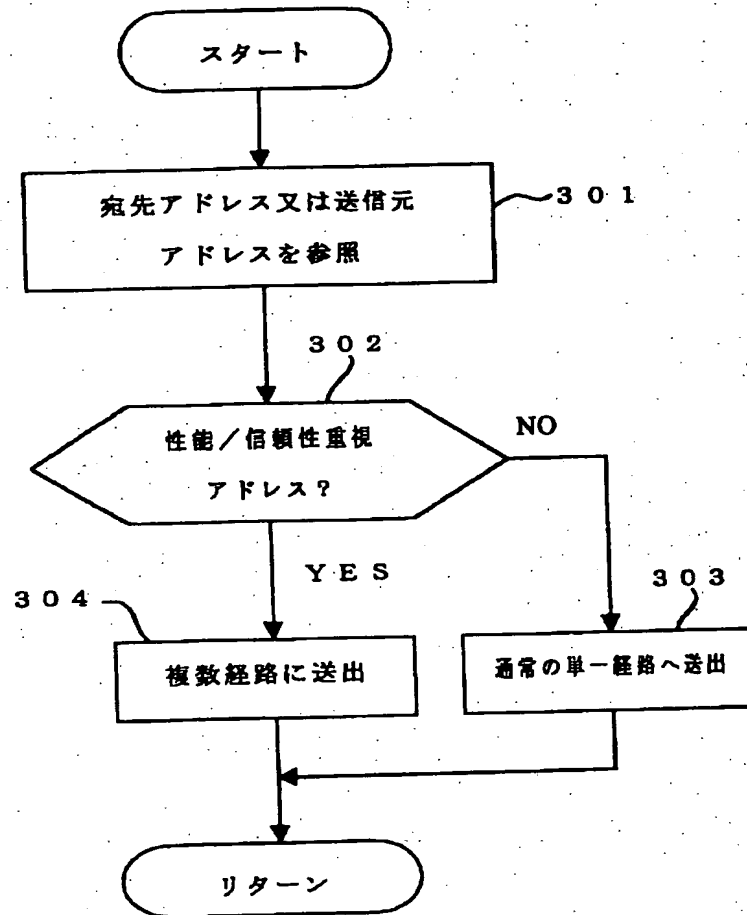 スタート
宛先アドレス又は送信元
アドレスを参照
301
302
性能/信頼性重視
アドレス?
NO
YES
303
304
複数経路に送出
通常の単一経路へ送出
リターン